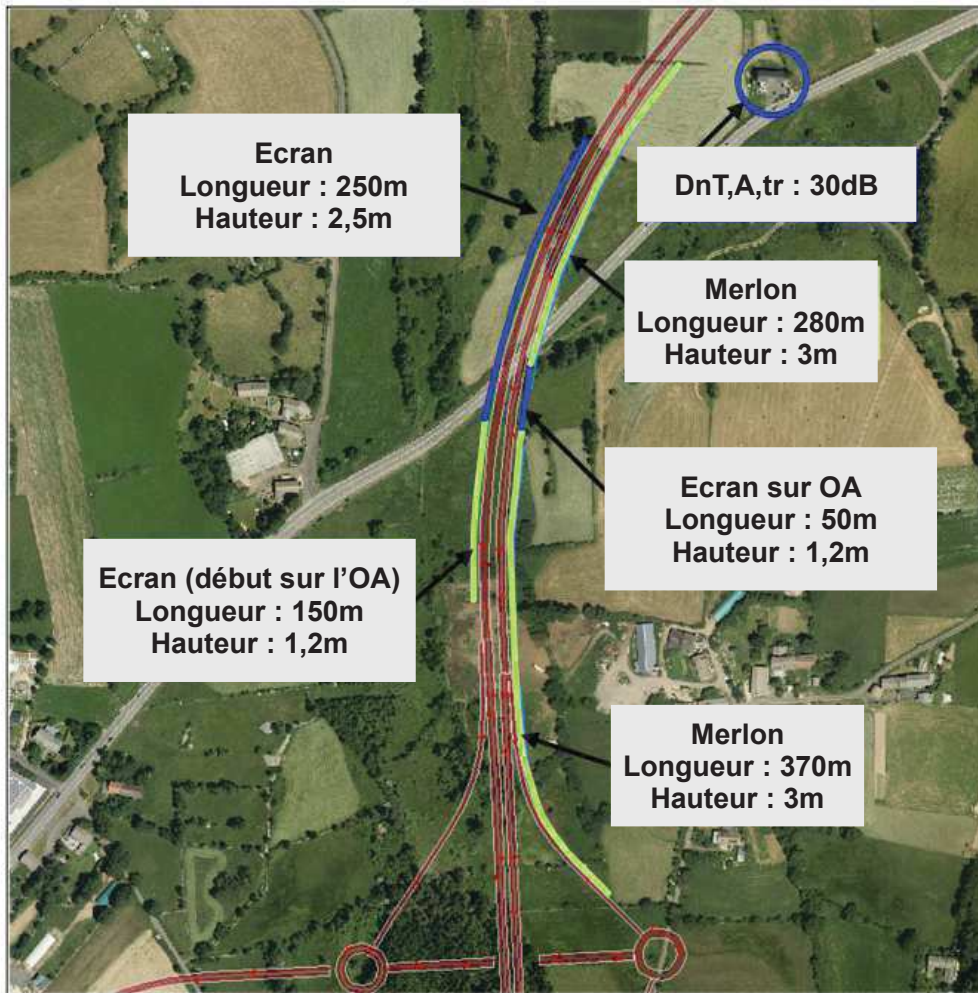 Ecran
Longueur : 250m
Hauteur : 2,5m
DnT,A,tr : 30dB
Merlon
Longueur : 280m
Hauteur : 3m
Ecran sur OA
Longueur : 50m
Hauteur : 1,2m
Ecran (début sur l’OA)
Longueur : 150m
Hauteur : 1,2m
Merlon
Longueur : 370m
Hauteur : 3m